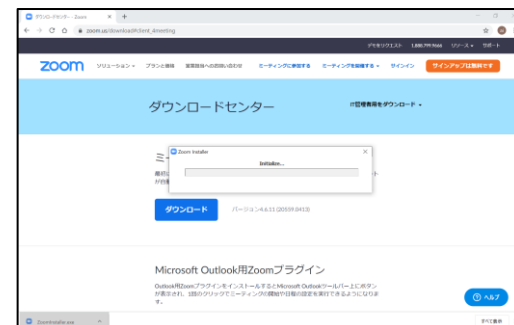 ダウンロードセンター - Zoom
zoom.us/download#client_4meeting
デモをリクエスト 1.888.799.9666 リソース サポート
zoom
ソリューション プランと価格 営業担当へのお問い合わせ ミーティングに参加する ミーティングを開催する サインイン サインアップは無料です
ダウンロードセンター
IT管理者用をダウンロード
ミー
Zoom Installer
Initialize...
ダウンロード
バージョン4.6.11 (20559.0413)
Microsoft Outlook用Zoomプラグイン
Outlook用ZoomプラグインをインストールするとMicrosoft Outlookツールバー上にボタン
が表示され、1回のクリックでミーティングの開始や日程の設定を実行できるようになりま
す。
ヘルプ
ZoomInstaller.exe
すべて表示